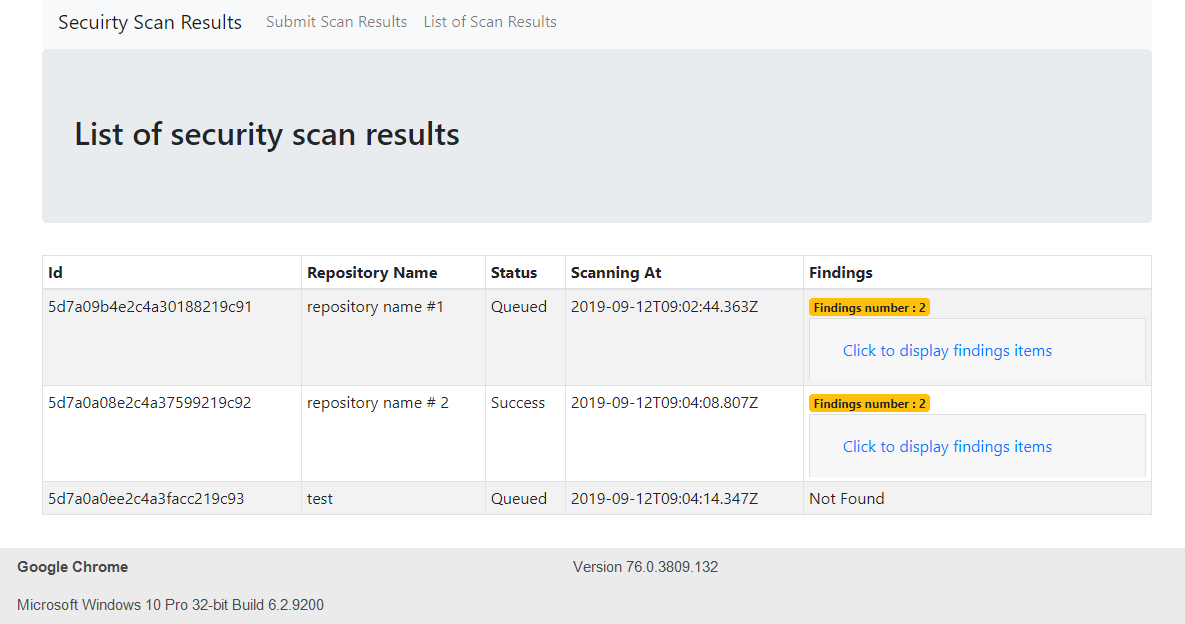 Secuirty Scan Results Submit Scan Results List of Scan Results
List of security scan results
Id Repository Name Status Scanning At Findings
5d7a09b4e2c4a30188219c91 repository name #1 Queued 2019-09-12T09:02:44.363Z Findings number : 2
Click to display findings items
5d7a0a08e2c4a37599219c92 repository name # 2 Success 2019-09-12T09:04:08.807Z Findings number : 2
Click to display findings items
5d7a0a0ee2c4a3facc219c93 test Queued 2019-09-12T09:04:14.347Z Not Found
Google Chrome Version 76.0.3809.132
Microsoft Windows 10 Pro 32-bit Build 6.2.9200